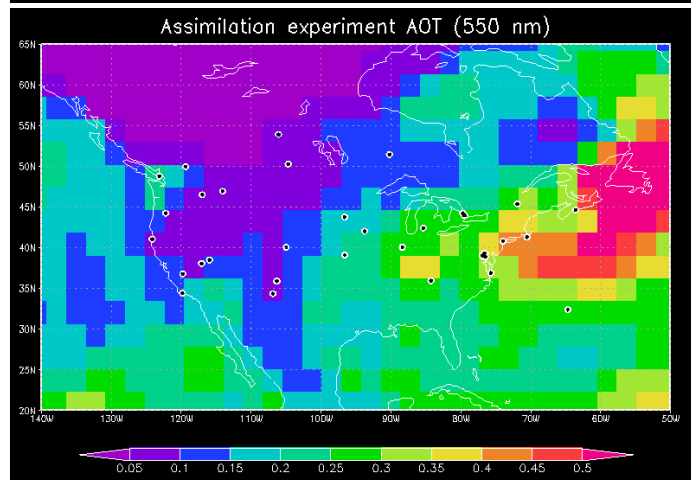 Assimilation experiment AOT (550 nm)
65N
60N
55N
50N
45N
40N
35N
30N
25N
20N
140W 130W 120W 110W 100W 90W 80W 70W 60W 50W
0.05 0.1 0.15 0.2 0.25 0.3 0.35 0.4 0.45 0.5